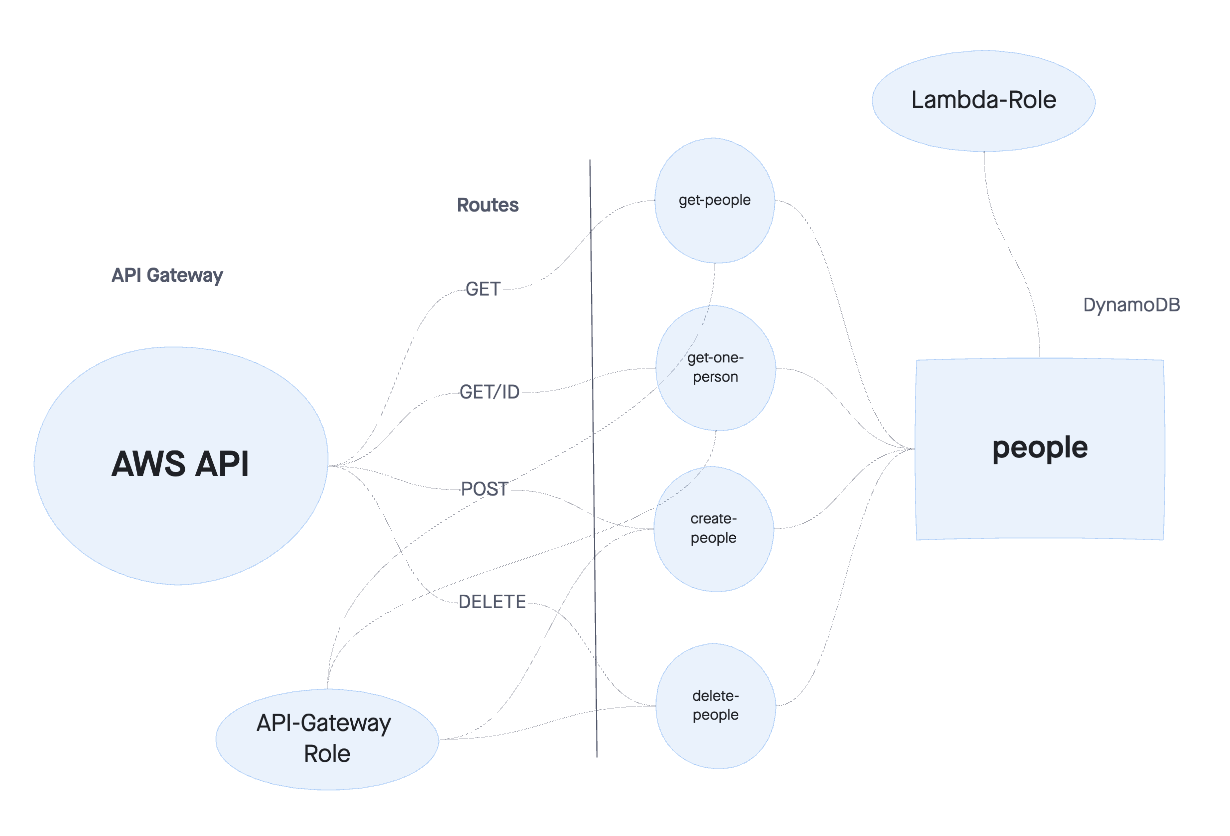 Lambda-Role
get-people
Routes
API Gateway
GET
DynamoDB
get-one-
person
GET/ID
people
AWS API
POST
create-
people
DELETE
delete-
people
API-Gateway
Role